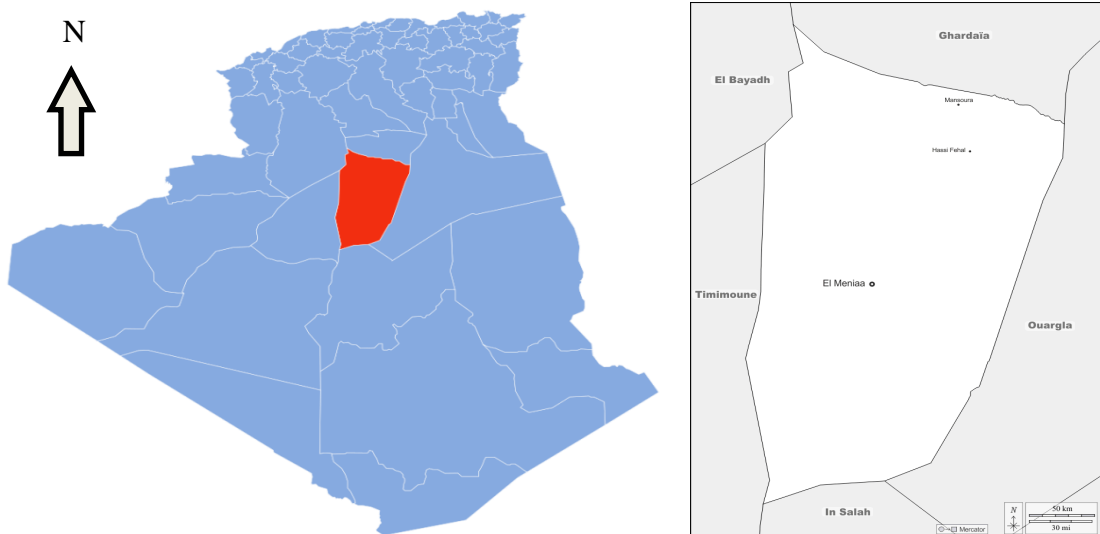 N
Ghardaïa
El Bayadh
Mansoura
Hassi Fehal
El Meniaa
Timimoune
Ouargla
In Salah
N
50 km
30 mi
Mercator